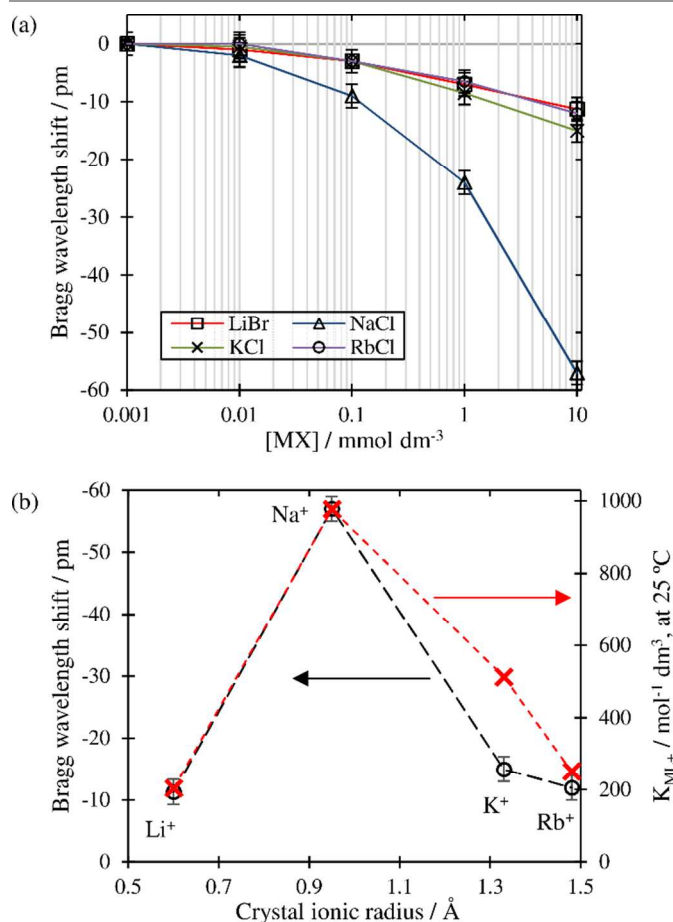 (a)
Bragg wavelength shift / pm
0
-10
-20
-30
-40
-50
-60
LiBr
NaCl
KCl
RbCl
0.001
0.01
0.1
1
10
[MX] / mmol dm⁻³
(b)
Bragg wavelength shift / pm
-60
-50
-40
-30
-20
-10
0
Na⁺
Li⁺
K⁺
Rb⁺
1000
800
600
400
200
0
K_ML+ / mol⁻¹ dm³, at 25 ºC
0.5
0.7
0.9
1.1
1.3
1.5
Crystal ionic radius / Å